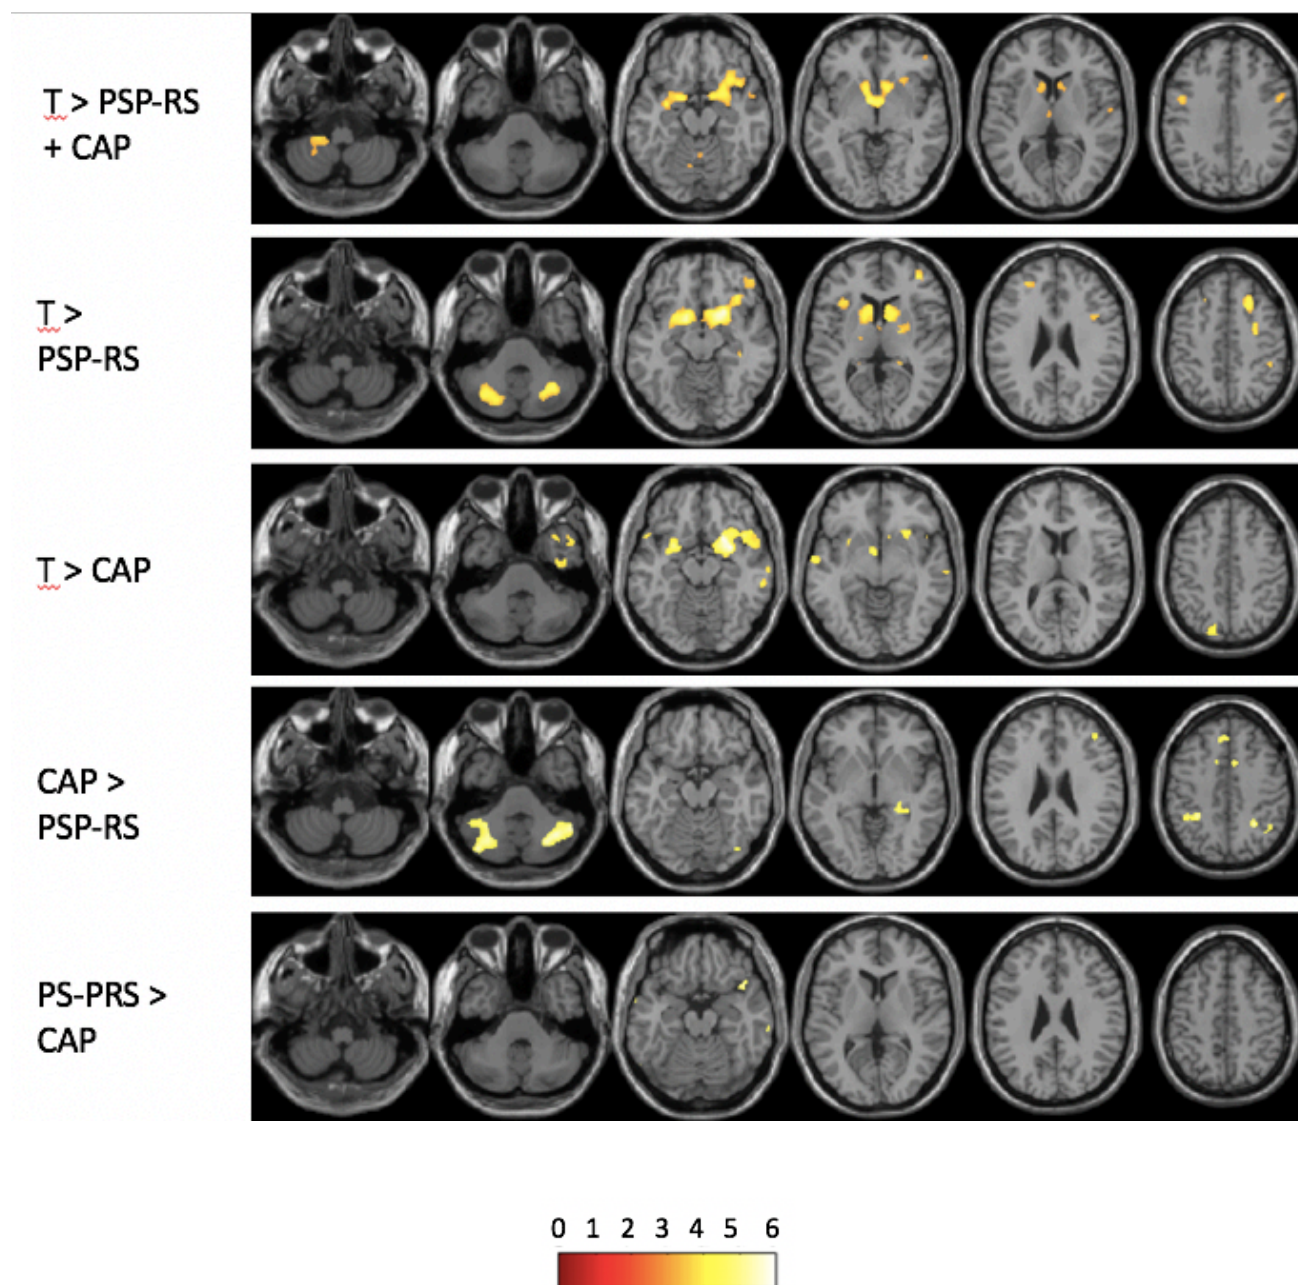 T > PSP-RS
+ CAP
T >
PSP-RS
T > CAP
CAP >
PSP-RS
PS-PRS >
CAP
0 1 2 3 4 5 6